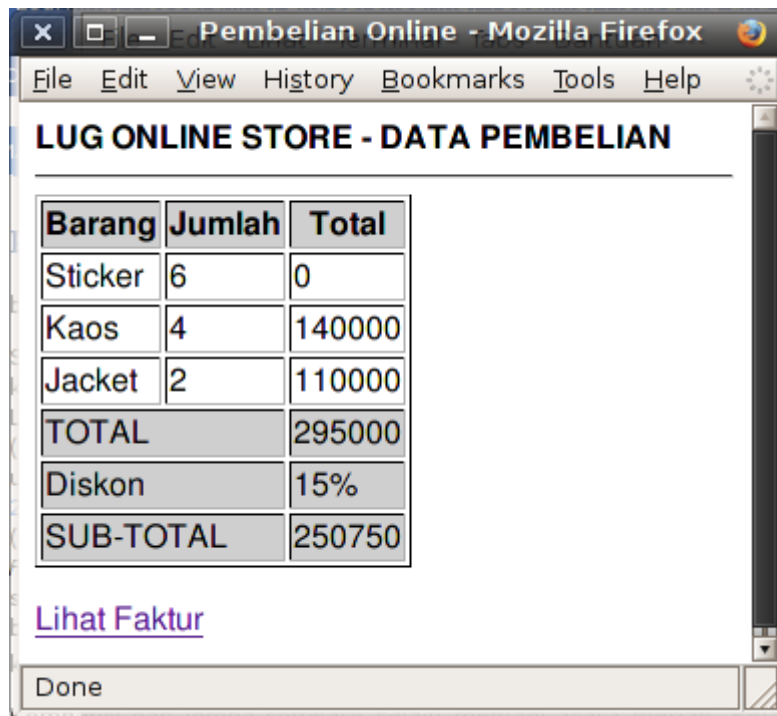 Pembelian Online - Mozilla Firefox
File Edit View History Bookmarks Tools Help
LUG ONLINE STORE - DATA PEMBELIAN
Barang Jumlah Total
Sticker 6 0
Kaos 4 140000
Jacket 2 110000
TOTAL 295000
Diskon 15%
SUB-TOTAL 250750
Lihat Faktur
Done